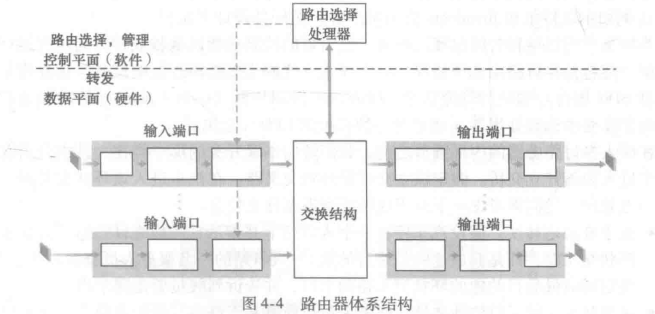 路由选择
处理器
路由选择，管理
控制平面（软件）
转发
数据平面（硬件）
输入端口
输出端口
交换结构
输入端口
输出端口
图4-4 路由器体系结构